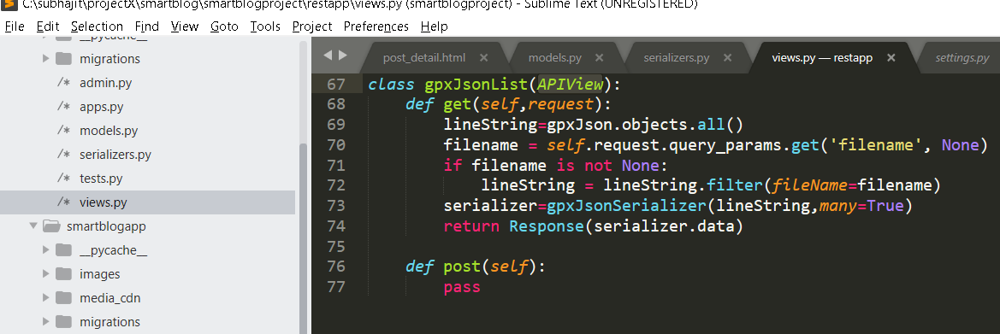 C:\subhajit\projectX\smartblog\smartblogproject\restapp\views.py (smartblogproject) - Sublime Text (UNREGISTERED)
File Edit Selection Find View Goto Tools Project Preferences Help
__pycache__
migrations
/* admin.py
/* apps.py
/* models.py
/* serializers.py
/* tests.py
/* views.py
smartblogapp
__pycache__
images
media_cdn
migrations
post_detail.html × models.py × serializers.py × views.py — restapp × settings.py
67 class gpxJsonList(APIView):
68     def get(self,request):
69         lineString=gpxJson.objects.all()
70         filename = self.request.query_params.get('filename', None)
71         if filename is not None:
72             lineString = lineString.filter(fileName=filename)
73         serializer=gpxJsonSerializer(lineString,many=True)
74         return Response(serializer.data)
75
76     def post(self):
77         pass